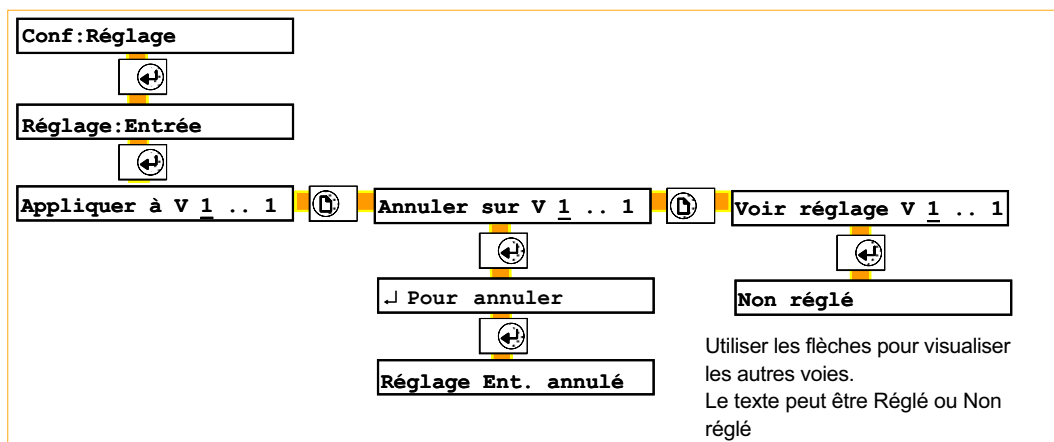 Conf:Réglage
Réglage:Entrée
Appliquer à V 1 .. 1
Annuler sur V 1 .. 1
Voir réglage V 1 .. 1
↵ Pour annuler
Non réglé
Réglage Ent. annulé
Utiliser les flèches pour visualiser
les autres voies.
Le texte peut être Réglé ou Non
réglé